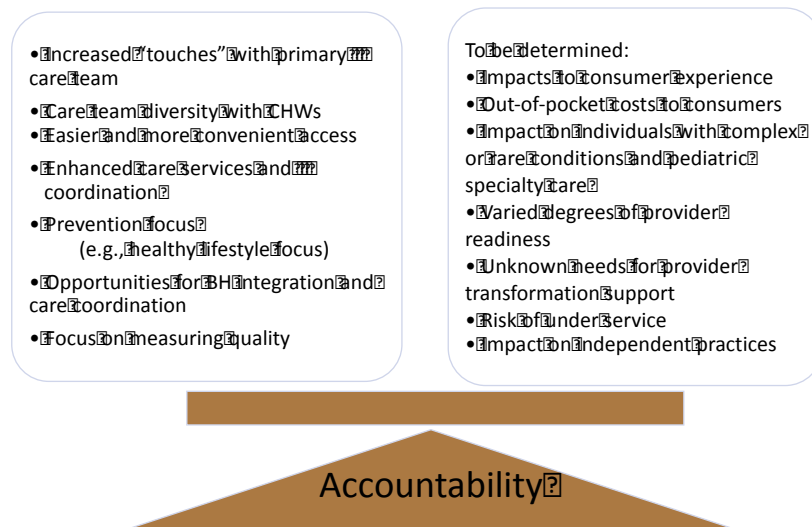 • Increased "touches" with primary
care team
• Care team diversity with CHWs
• Easier and more convenient access
• Enhanced care services and
coordination
• Prevention focus
(e.g., healthy lifestyle focus)
• Opportunities for BH integration and
care coordination
• Focus on measuring quality
To be determined:
• Impacts to consumer experience
• Out-of-pocket costs to consumers
• Impact on individuals with complex
or rare conditions and pediatric
specialty care
• Varied degrees of provider
readiness
• Unknown needs for provider
transformation support
• Risk of under service
• Impact on independent practices
Accountability